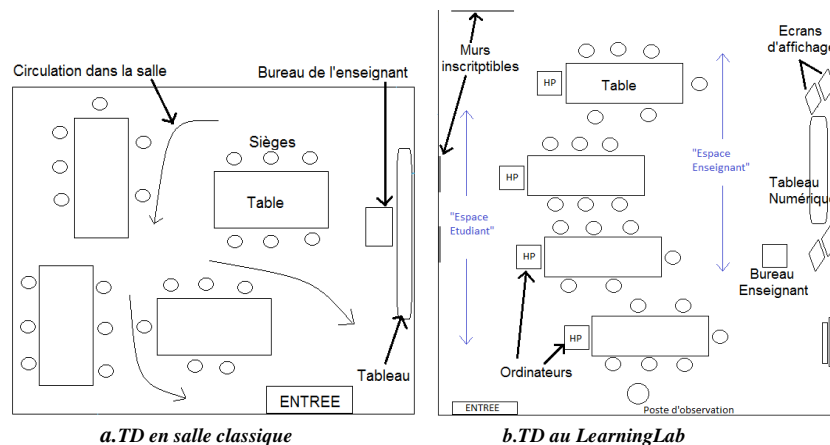 Circulation dans la salle
Bureau de l'enseignant
Sièges
Table
Tableau
ENTREE
a.TD en salle classique
Murs
inscritptibles
HP
Table
Ecrans
d'affichage
"Espace
Enseignant"
HP
Tableau
Numérique
"Espace
Etudiant"
HP
Bureau
Enseignant
HP
Ordinateurs
ENTREE
Poste d'observation
b.TD au LearningLab